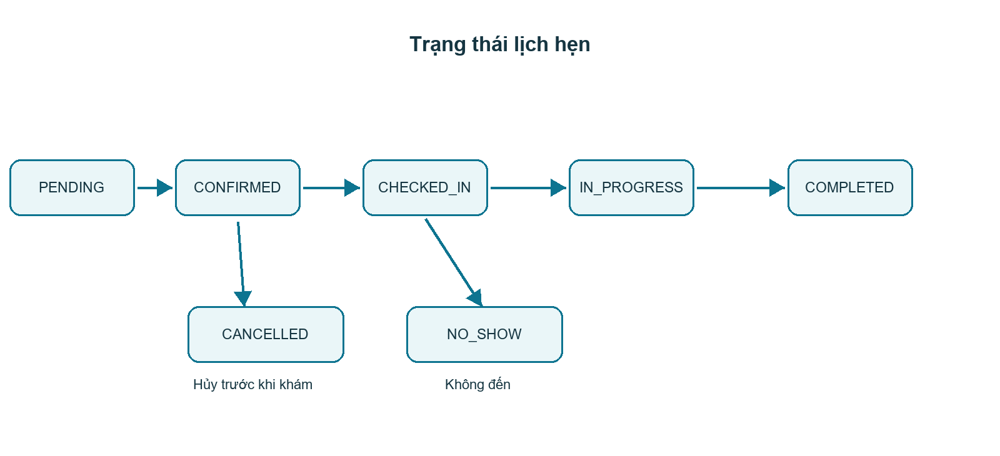 Trạng thái lịch hẹn
PENDING
CONFIRMED
CHECKED_IN
IN_PROGRESS
COMPLETED
CANCELLED
NO_SHOW
Hủy trước khi khám
Không đến